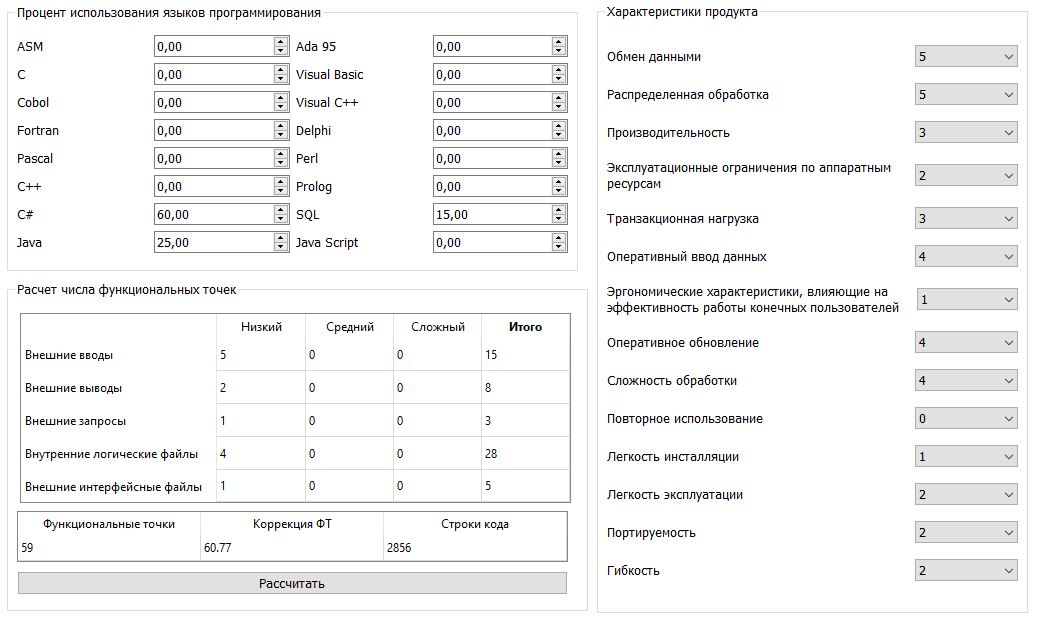 Процент использования языков программирования
ASM 0,00 Ada 95 0,00
C 0,00 Visual Basic 0,00
Cobol 0,00 Visual C++ 0,00
Fortran 0,00 Delphi 0,00
Pascal 0,00 Perl 0,00
C++ 0,00 Prolog 0,00
C# 60,00 SQL 15,00
Java 25,00 Java Script 0,00
Расчет числа функциональных точек
Низкий Средний Сложный Итого
Внешние вводы 5 0 0 15
Внешние выводы 2 0 0 8
Внешние запросы 1 0 0 3
Внутренние логические файлы 4 0 0 28
Внешние интерфейсные файлы 1 0 0 5
Функциональные точки Коррекция ФТ Строки кода
59 60.77 2856
Рассчитать
Характеристики продукта
Обмен данными 5
Распределенная обработка 5
Производительность 3
Эксплуатационные ограничения по аппаратным
ресурсам 2
Транзакционная нагрузка 3
Оперативный ввод данных 4
Эргономические характеристики, влияющие на
эффективность работы конечных пользователей 1
Оперативное обновление 4
Сложность обработки 4
Повторное использование 0
Легкость инсталляции 1
Легкость эксплуатации 2
Портируемость 2
Гибкость 2